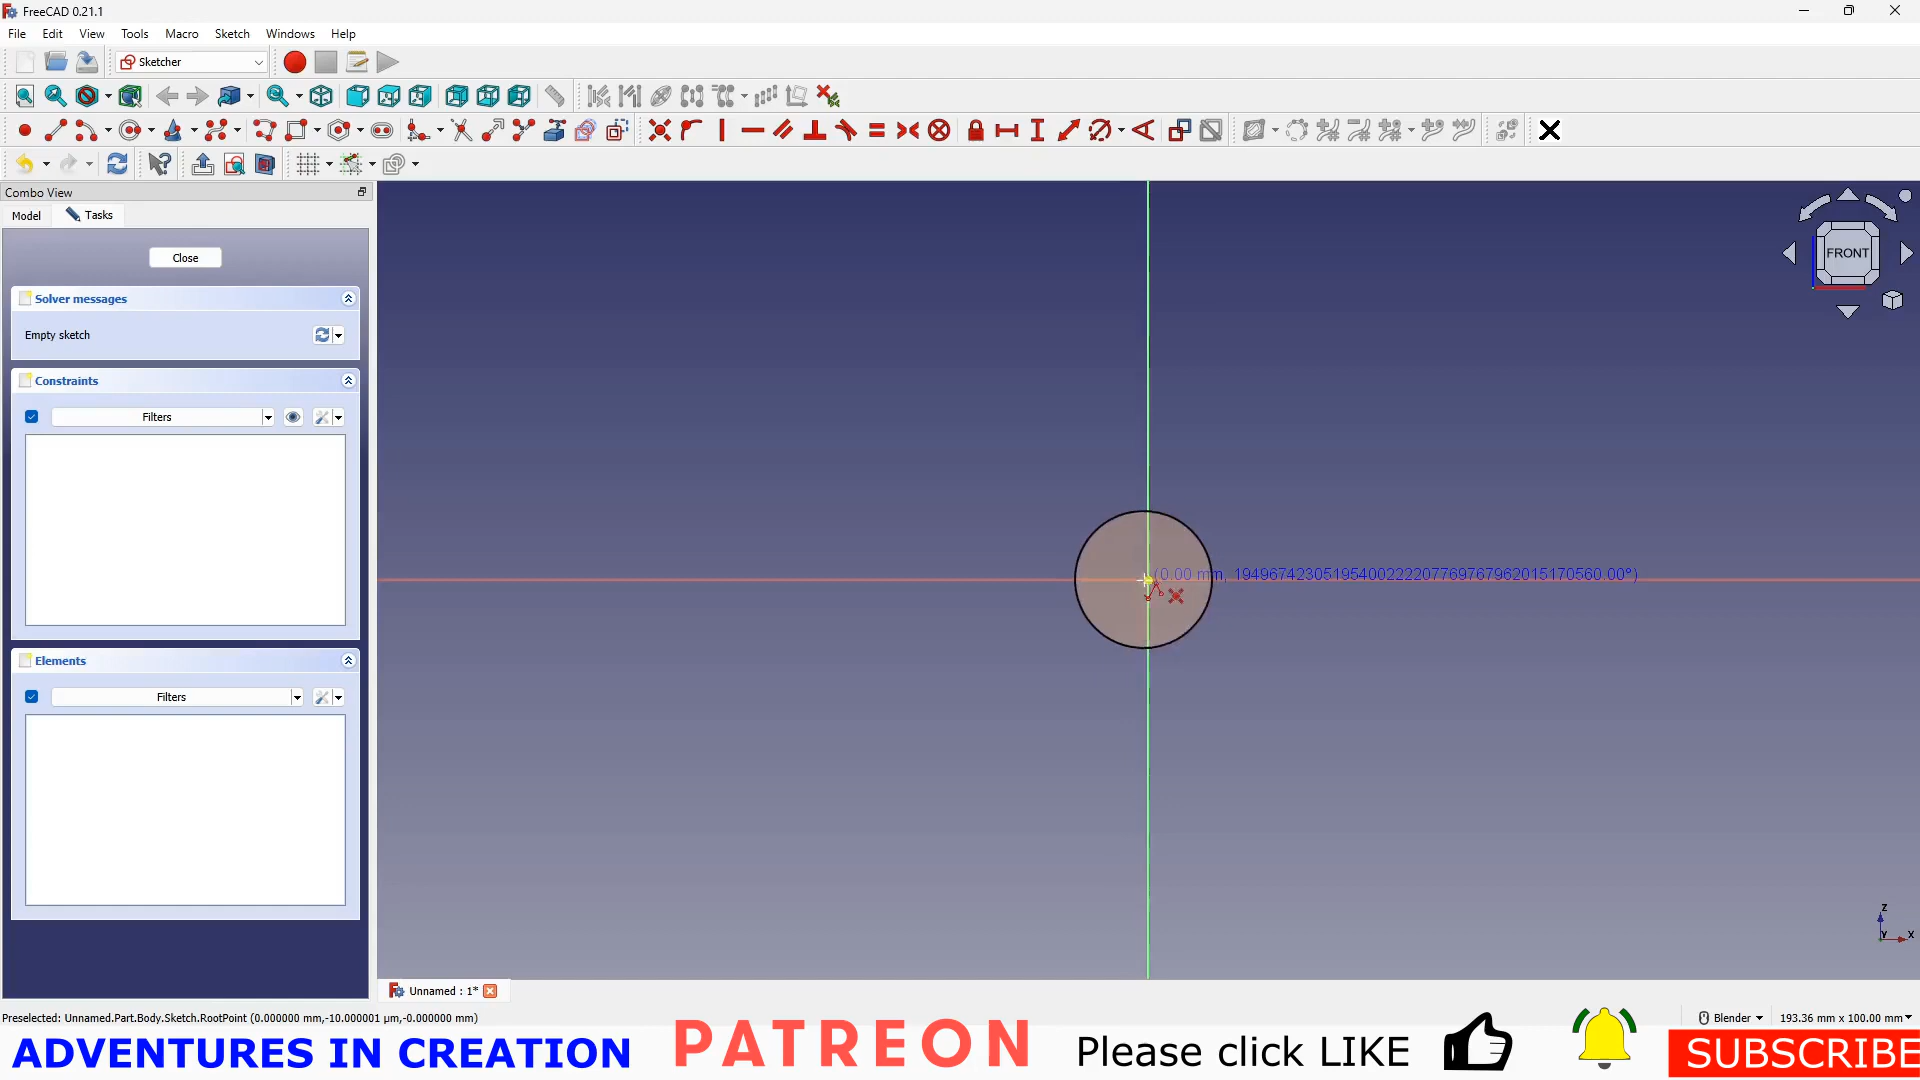 FreeCAD 0.21.1
File Edit View Tools Macro Sketch Windows Help
Sketcher
Combo View
Model Tasks
Close
Solver messages
Empty sketch
Constraints
Filters
Elements
Filters
FRONT
(0.00 mm, 1949674230519540022220776976796201517056​0.00°)
Z
Y X
Unnamed : 1*
Preselected: Unnamed.Part.Body.Sketch.RootPoint (0.000000 mm,-10.000001 µm,-0.000000 mm)
Blender 193.36 mm x 100.00 mm
ADVENTURES IN CREATION PATREON Please click LIKE SUBSCRIBE